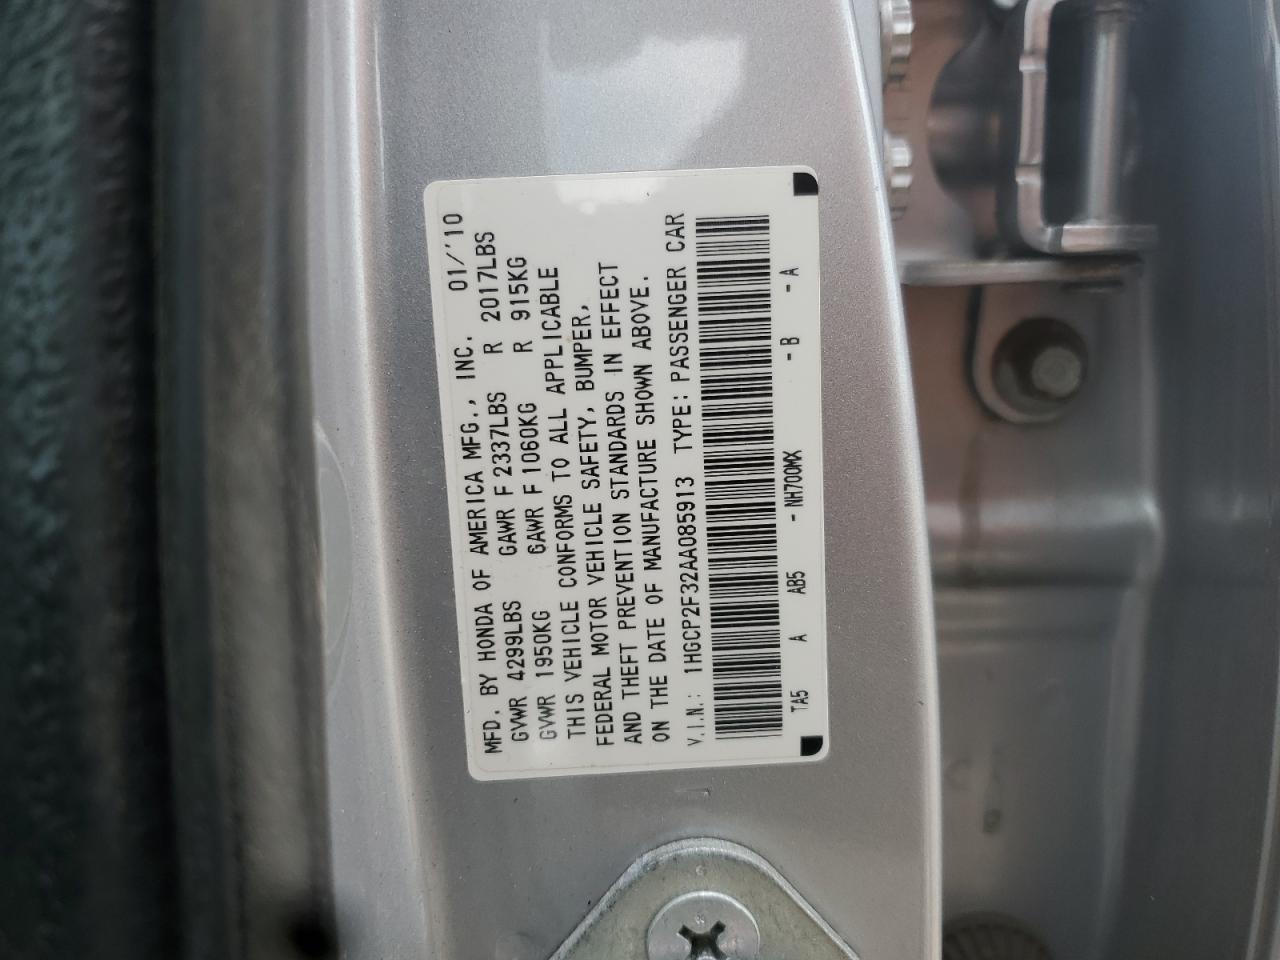 MFD. BY HONDA OF AMERICA MFG., INC. 01/'10
GVWR 4299LBS GAWR F 2337LBS R 2017LBS
GVWR 1950KG GAWR F 1060KG R 915KG
THIS VEHICLE CONFORMS TO ALL APPLICABLE
FEDERAL MOTOR VEHICLE SAFETY, BUMPER,
AND THEFT PREVENTION STANDARDS IN EFFECT
ON THE DATE OF MANUFACTURE SHOWN ABOVE.
V.I.N.: 1HGCP2F32AA085913 TYPE: PASSENGER CAR
TA5 A AB5 - NH700MX - B - A